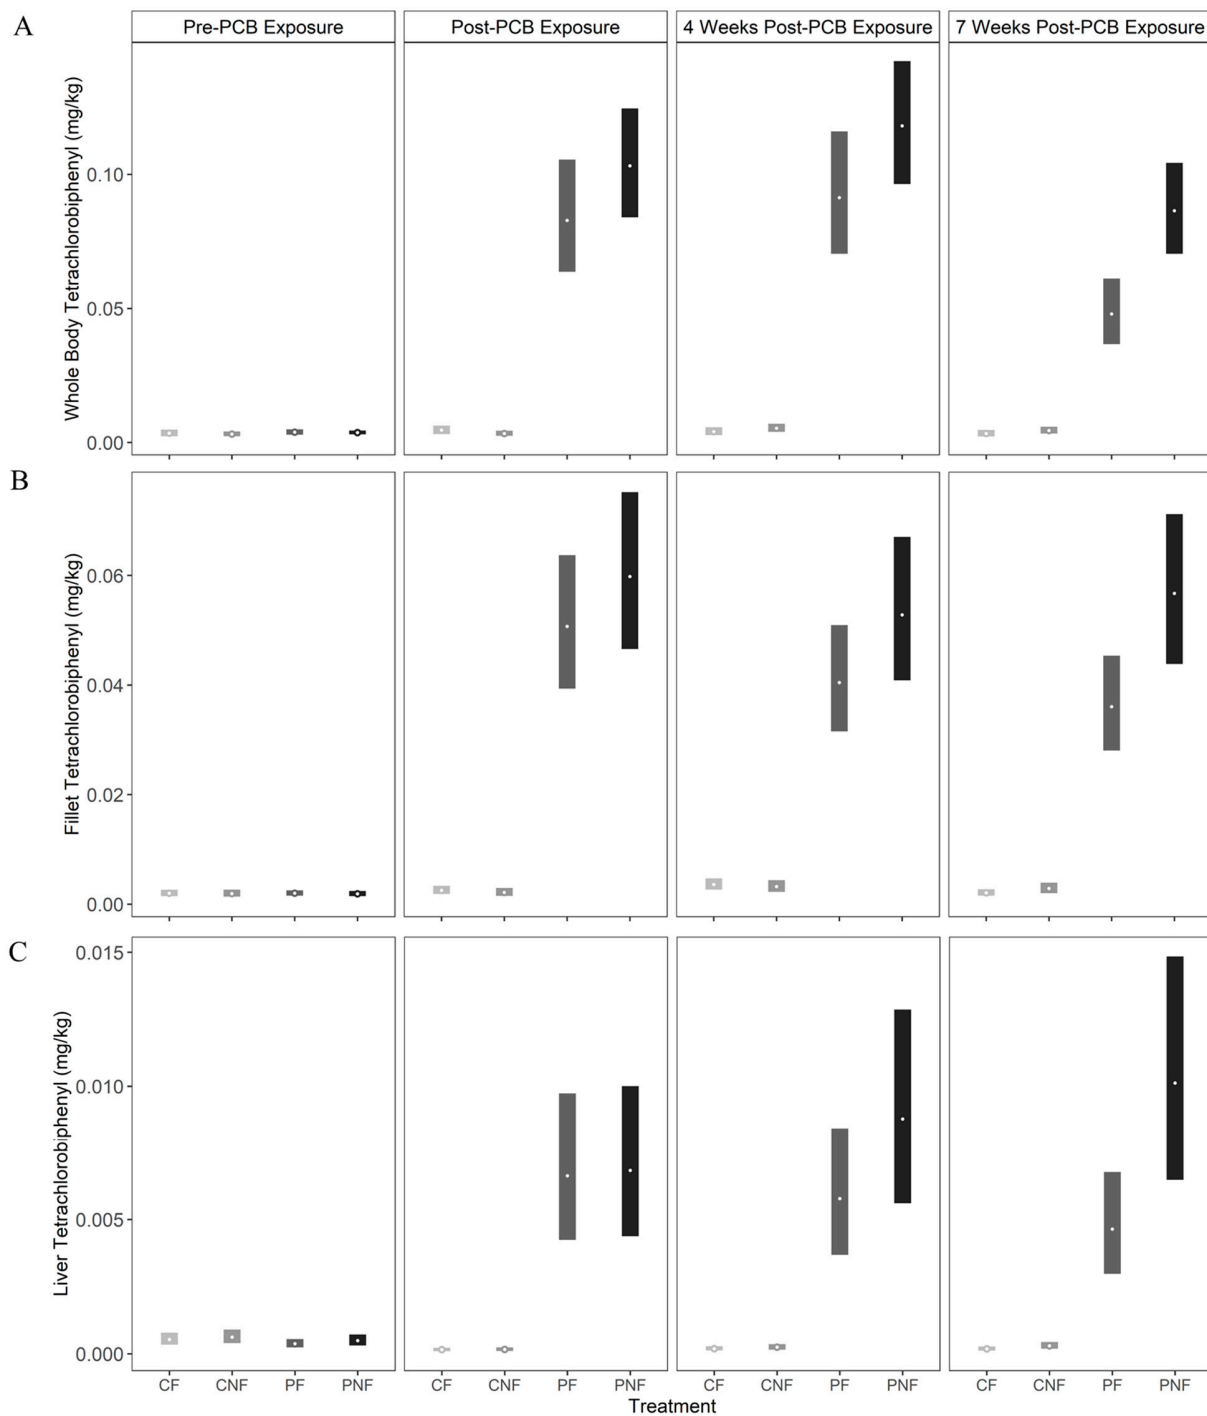 A
Pre-PCB Exposure
Post-PCB Exposure
4 Weeks Post-PCB Exposure
7 Weeks Post-PCB Exposure
Whole Body Tetrachlorobiphenyl (mg/kg)
0.10
0.05
0.00
B
Fillet Tetrachlorobiphenyl (mg/kg)
0.06
0.04
0.02
0.00
C
Liver Tetrachlorobiphenyl (mg/kg)
0.015
0.010
0.005
0.000
CF CNF PF PNF CF CNF PF PNF CF CNF PF PNF CF CNF PF PNF
Treatment